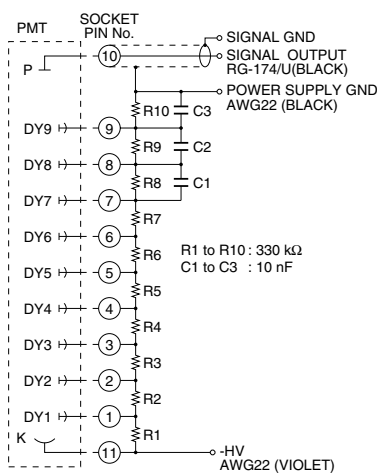 PMT
SOCKET
PIN No.
SIGNAL GND
P
10
SIGNAL OUTPUT
RG-174/U(BLACK)
POWER SUPPLY GND
AWG22 (BLACK)
R10
C3
DY9
9
R9
C2
DY8
8
R8
C1
DY7
7
R7
DY6
6
R6
R1 to R10 : 330 kΩ
C1 to C3 : 10 nF
DY5
5
R5
DY4
4
R4
DY3
3
R3
DY2
2
R2
DY1
1
R1
K
11
-HV
AWG22 (VIOLET)